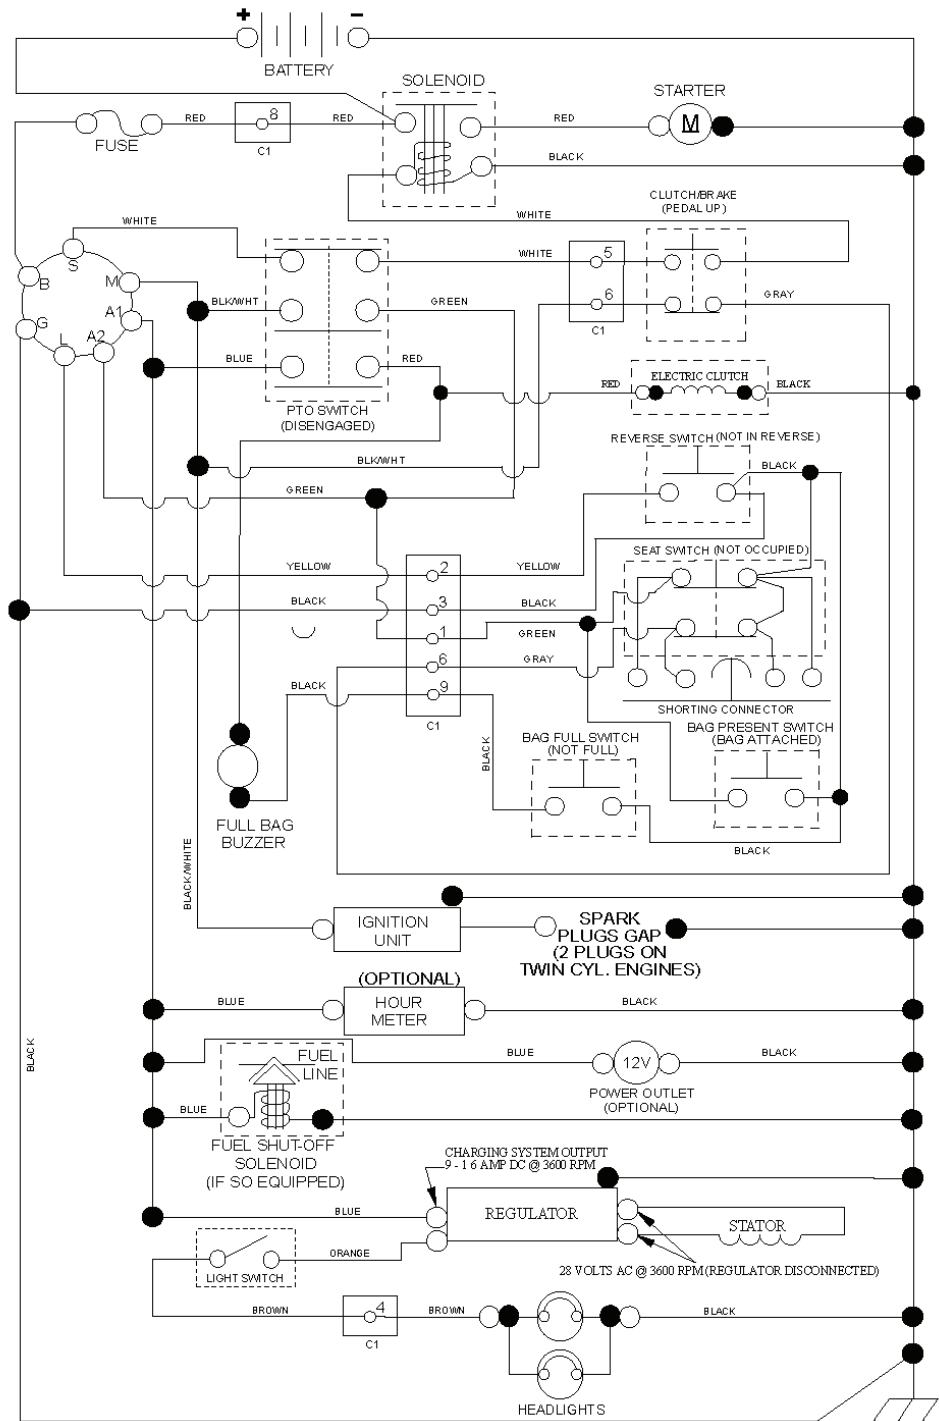 + −
BATTERY
SOLENOID
STARTER
RED
8
RED
RED
M
FUSE
C1
BLACK
CLUTCH/BRAKE
(PEDAL UP)
WHITE
WHITE
S
WHITE
5
B
M
BLK/WHT
GREEN
6
GRAY
A1
G
C1
L
A2
BLUE
RED
ELECTRIC CLUTCH
RED
BLACK
PTO SWITCH
(DISENGAGED)
REVERSE SWITCH (NOT IN REVERSE)
BLK/WHT
BLACK
GREEN
SEAT SWITCH (NOT OCCUPIED)
YELLOW
2
YELLOW
BLACK
3
BLACK
1
GREEN
6
GRAY
BLACK
9
SHORTING CONNECTOR
C1
BAG PRESENT SWITCH
(BAG ATTACHED)
BAG FULL SWITCH
(NOT FULL)
BLACK
FULL BAG
BUZZER
BLACK
BLACK/WHITE
IGNITION
UNIT
SPARK
PLUGS GAP
(2 PLUGS ON
TWIN CYL. ENGINES)
(OPTIONAL)
BLUE
HOUR
METER
BLACK
BLACK
FUEL
LINE
BLUE
12V
BLACK
POWER OUTLET
(OPTIONAL)
BLUE
FUEL SHUT-OFF
SOLENOID
(IF SO EQUIPPED)
CHARGING SYSTEM OUTPUT
9 - 1 6 AMP DC @ 3600 RPM
BLUE
REGULATOR
STATOR
ORANGE
LIGHT SWITCH
28 VOLTS AC @ 3600 RPM (REGULATOR DISCONNECTED)
BROWN
4
BROWN
BLACK
C1
HEADLIGHTS